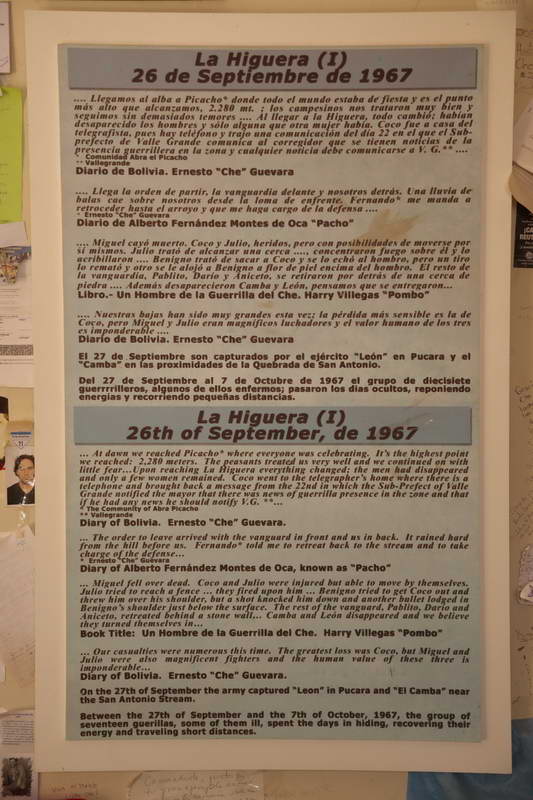 La Higuera (I)
26 de Septiembre de 1967
.... Llegamos al alba a Picacho* donde todo el mundo estaba de fiesta y es el punto
más alto que alcanzamos, 2.280 mt. ; los campesinos nos trataron muy bien y
seguimos sin demasiados temores .... Al llegar a la Higuera, todo cambió; habían
desaparecido los hombres y sólo alguna que otra mujer había. Coco fue a casa del
telegrafista, pues hay teléfono y trajo una comunicación del día 22 en el que el Sub-
prefecto de Valle Grande comunica al corregidor que se tienen noticias de la
presencia guerrillera en la zona y cualquier noticia debe comunicarse a V. G.** ....
* Comunidad Abra el Picacho
** Vallegrande
Diario de Bolivia. Ernesto “Che” Guevara
.... Llega la orden de partir, la vanguardia delante y nosotros detrás. Una lluvia de
balas cae sobre nosotros desde la loma de enfrente. Fernando* me manda a
retroceder hasta el arroyo y que me haga cargo de la defensa ....
* Ernesto “Che” Guevara
Diario de Alberto Fernández Montes de Oca “Pacho”
.... Miguel cayó muerto, Coco y Julio, heridos, pero con posibilidades de moverse por
sí mismos. Julio trató de alcanzar una cerca ...., concentraron fuego sobre él y lo
acribillaron .... Benigno trató de sacar a Coco y se lo echó al hombro, pero un tiro
lo remató y otro se le alojó a Benigno a flor de piel encima del hombro. El resto de
la vanguardia, Pablito, Darío y Aniceto, se retiraron por detrás de una cerca de
piedra .... Además desaparecieron Camba y León, pensamos que se entregaron...
Libro.- Un Hombre de la Guerrilla del Che. Harry Villegas “Pombo”
.... Nuestras bajas han sido muy grandes esta vez; la pérdida más sensible es la de
Coco, pero Miguel y Julio eran magníficos luchadores y el valor humano de los tres
es imponderable ....
Diario de Bolivia. Ernesto “Che” Guevara
El 27 de Septiembre son capturados por el ejército “León” en Pucara y el
“Camba” en las proximidades de la Quebrada de San Antonio.
Del 27 de Septiembre al 7 de Octubre de 1967 el grupo de diecisiete
guerrrrilleros, algunos de ellos enfermos; pasaron los días ocultos, reponiendo
energías y recorriendo pequeñas distancias.
La Higuera (I)
26th of September, de 1967
... At dawn we reached Picacho* where everyone was celebrating. It's the highest point
we reached: 2,280 meters. The peasants treated us very well and we continued on with
little fear...Upon reaching La Higuera everything changed; the men had disappeared
and only a few women remained. Coco went to the telegrapher's home where there is a
telephone and brought back a message from the 22nd in which the Sub-Prefect of Valle
Grande notified the mayor that there was news of guerrilla presence in the zone and that
if he had any news he should notify V.G. **...
* The Community of Abra Picacho
** Vallegrande
Diary of Bolivia. Ernesto “Che” Guevara.
... The order to leave arrived with the vanguard in front and us in back. It rained hard
from the hill before us. Fernando* told me to retreat back to the stream and to take
charge of the defense...
* Ernesto “Che” Guevara
Diary of Alberto Fernández Montes de Oca, known as “Pacho”
... Miguel fell over dead. Coco and Julio were injured but able to move by themselves.
Julio tried to reach a fence ... they fired upon him ... Benigno tried to get Coco out and
threw him over his shoulder, but a shot knocked him down and another bullet lodged in
Benigno's shoulder just below the surface. The rest of the vanguard, Pablito, Dario and
Aniceto, retreated behind a stone wall,.. Camba and León disappeared and we believe
they turned themselves in...
Book Title: Un Hombre de la Guerrilla del Che. Harry Villegas “Pombo”
... Our casualties were numerous this time. The greatest loss was Coco, but Miguel and
Julio were also magnificent fighters and the human value of these three is
imponderable...
Diary of Bolivia. Ernesto “Che” Guevara.
On the 27th of September the army captured “Leon” in Pucara and “El Camba” near
the San Antonio Stream.
Between the 27th of September and the 7th of October, 1967, the group of
seventeen guerillas, some of them ill, spent the days in hiding, recovering their
energy and traveling short distances.